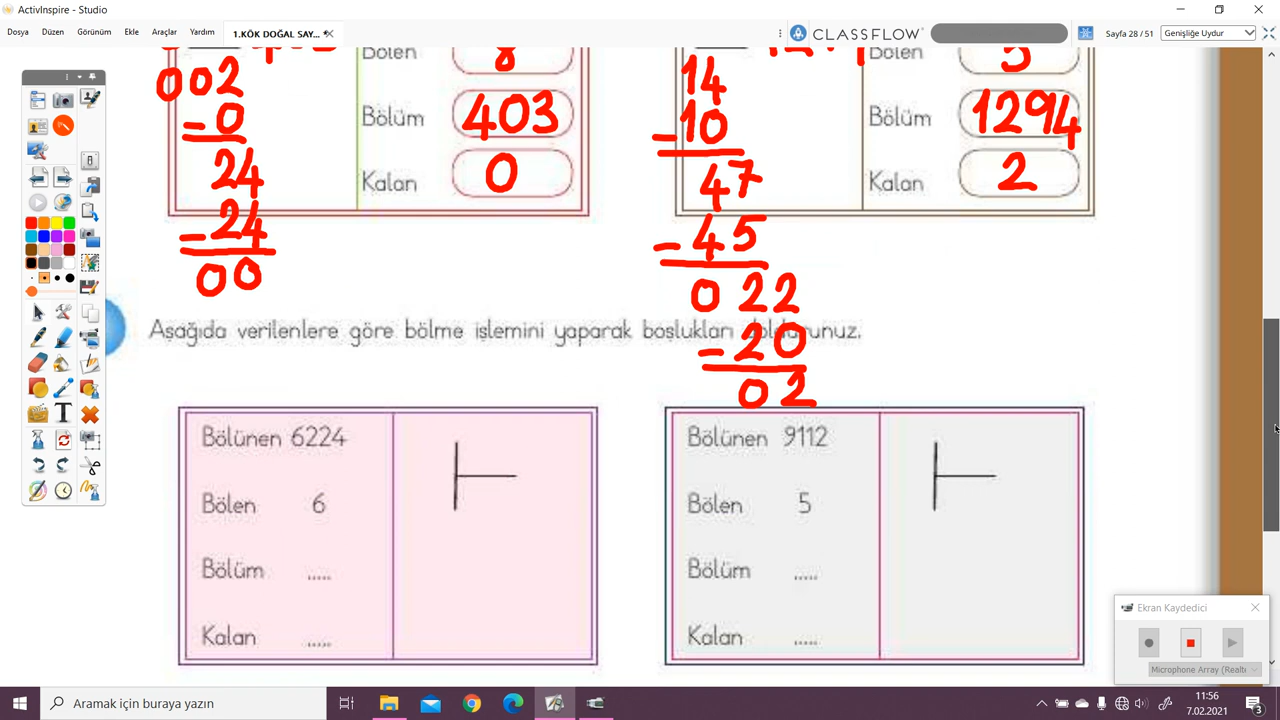 ActivInspire - Studio
Dosya Düzen Görünüm Ekle Araçlar Yardım
1.KÖK DOĞAL SAY...
CLASSFLOW
Sayfa 28 / 51
Genişliğe Uydur
Bölen 8
Bölüm 403
Kalan 0
002
-0
24
-24
00
Bölen
Bölüm 1294
Kalan 2
14
-10
47
-45
022
-20
02
Aşağıda verilenlere göre bölme işlemini yaparak boşlukları doldurunuz.
Bölünen 6224
Bölen 6
Bölüm .....
Kalan .....
Bölünen 9112
Bölen 5
Bölüm .....
Kalan .....
Ekran Kaydedici
Microphone Array (Realte
Aramak için buraya yazın
11:56
7.02.2021
3